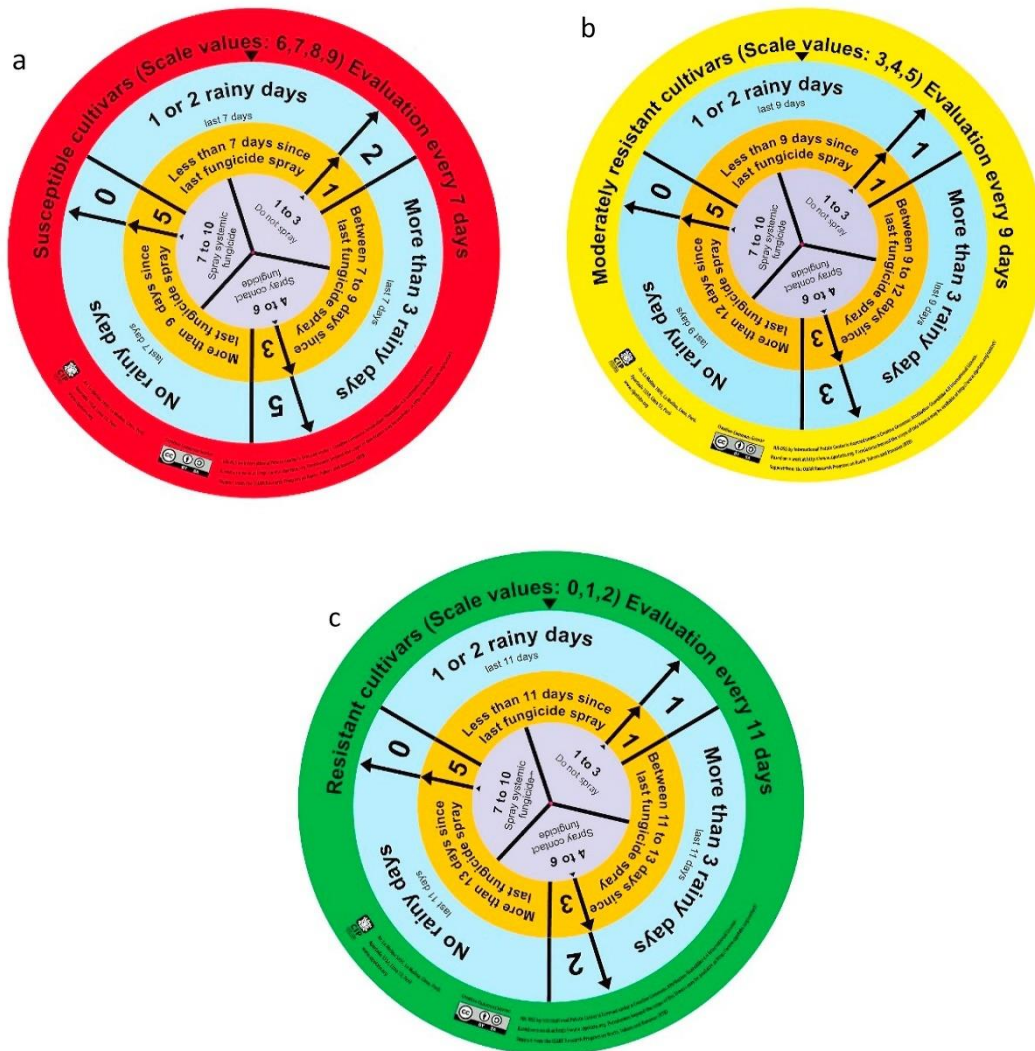 a
Susceptible cultivars (Scale values: 6,7,8,9) Evaluation every 7 days
1 or 2 rainy days
last 7 days
2
More than 3 rainy days
last 7 days
5
No rainy days
last 7 days
0
Less than 7 days since
last fungicide spray
1
Between 7 to 9 days since
last fungicide spray
3
More than 9 days since
last fungicide spray
5
1 to 3
Do not spray
4 to 6
Spray contact
fungicide
7 to 10
Spray systemic
fungicide
CIP
cc
BY SA
b
Moderately resistant cultivars (Scale values: 3,4,5) Evaluation every 9 days
1 or 2 rainy days
last 9 days
1
More than 3 rainy days
last 9 days
3
No rainy days
last 9 days
0
Less than 9 days since
last fungicide spray
1
Between 9 to 12 days since
last fungicide spray
3
More than 12 days since
last fungicide spray
5
1 to 3
Do not spray
4 to 6
Spray contact
fungicide
7 to 10
Spray systemic
fungicide
CIP
cc
BY SA
c
Resistant cultivars (Scale values: 0,1,2) Evaluation every 11 days
1 or 2 rainy days
last 11 days
1
More than 3 rainy days
last 11 days
2
No rainy days
last 11 days
0
Less than 11 days since
last fungicide spray
1
Between 11 to 13 days since
last fungicide spray
3
More than 13 days since
last fungicide spray
5
1 to 3
Do not spray
4 to 6
Spray contact
fungicide
7 to 10
Spray systemic
fungicide
CIP
cc
BY SA